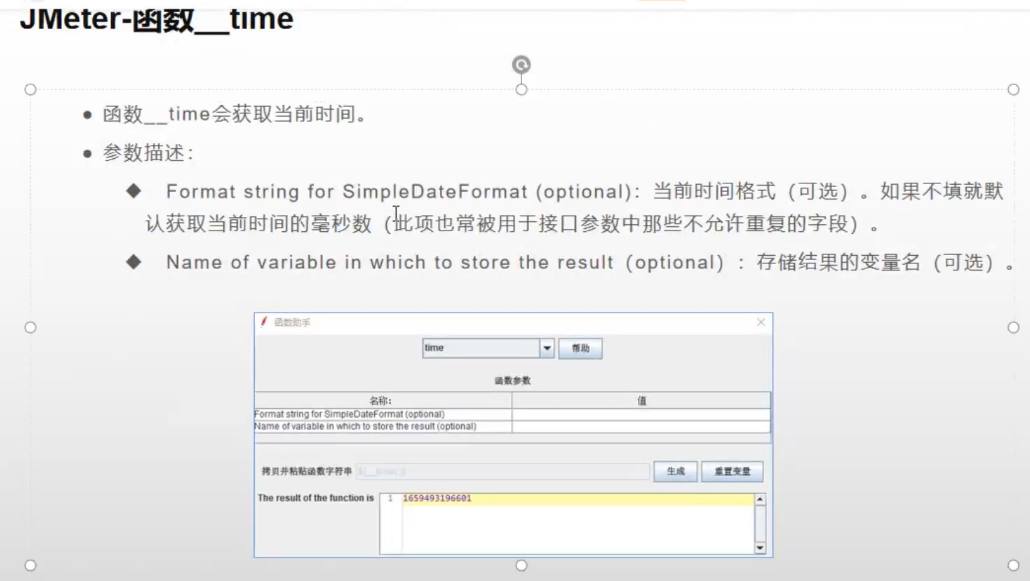 JMeter-函数__time
● 函数__time会获取当前时间。
● 参数描述：
◆ Format string for SimpleDateFormat (optional)：当前时间格式（可选）。如果不填就默
认获取当前时间的毫秒数（此项也常被用于接口参数中那些不允许重复的字段）。
◆ Name of variable in which to store the result（optional）：存储结果的变量名（可选）。
函数助手
time 帮助
函数参数
名称: 值
Format string for SimpleDateFormat (optional)
Name of variable in which to store the result (optional)
拷贝并粘贴函数字符串 生成 重置变量
The result of the function is 1 1659493196601